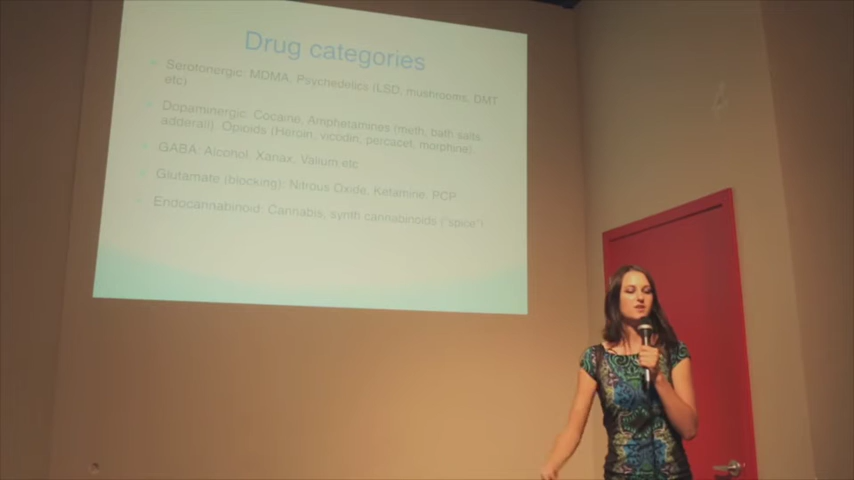 Drug categories
Serotonergic: MDMA, Psychedelics (LSD, mushrooms, DMT
etc)
Dopaminergic: Cocaine, Amphetamines (meth, bath salts,
adderall), Opioids (Heroin, vicodin, percacet, morphine),
GABA: Alcohol, Xanax, Valium etc
Glutamate (blocking): Nitrous Oxide, Ketamine, PCP
Endocannabinoid: Cannabis, synth cannabinoids ("spice")